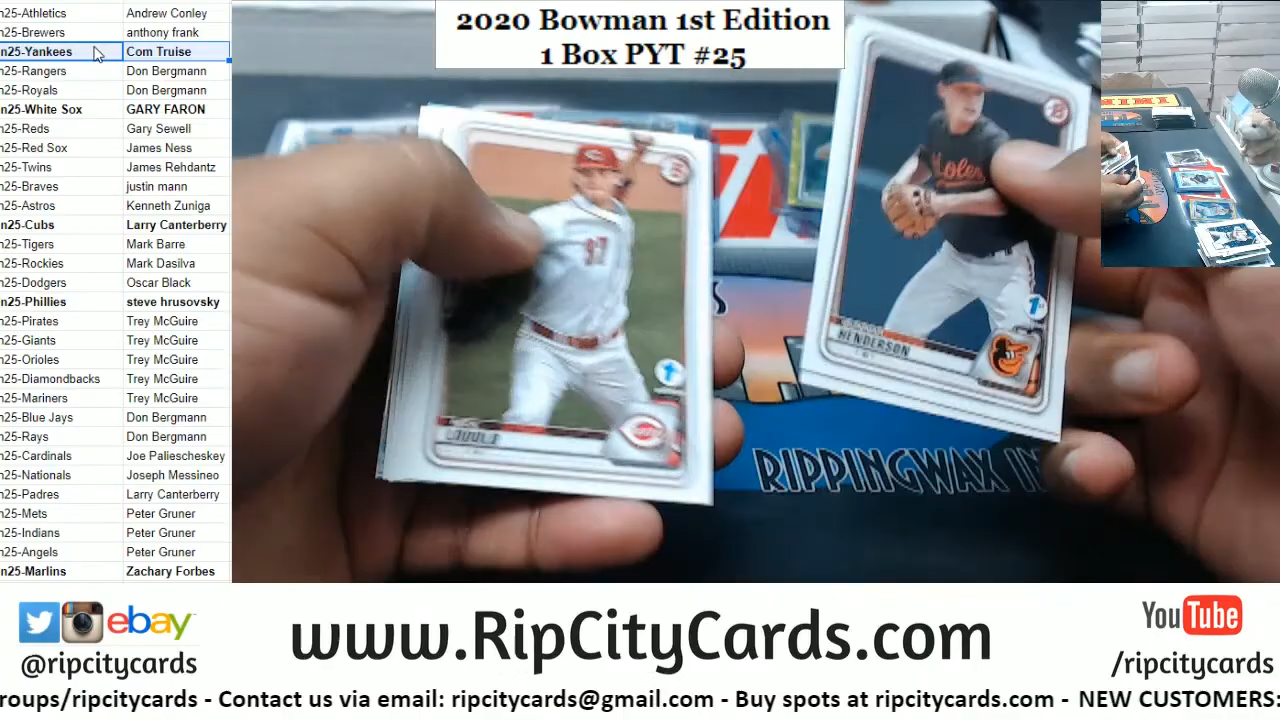 2020 Bowman 1st Edition
1 Box PYT #25
n25-Athletics Andrew Conley
n25-Brewers anthony frank
n25-Yankees Com Truise
n25-Rangers Don Bergmann
n25-Royals Don Bergmann
n25-White Sox GARY FARON
n25-Reds Gary Sewell
n25-Red Sox James Ness
n25-Twins James Rehdantz
n25-Braves justin mann
n25-Astros Kenneth Zuniga
n25-Cubs Larry Canterberry
n25-Tigers Mark Barre
n25-Rockies Mark Dasilva
n25-Dodgers Oscar Black
n25-Phillies steve hrusovsky
n25-Pirates Trey McGuire
n25-Giants Trey McGuire
n25-Orioles Trey McGuire
n25-Diamondbacks Trey McGuire
n25-Mariners Trey McGuire
n25-Blue Jays Don Bergmann
n25-Rays Don Bergmann
n25-Cardinals Joe Paliescheskey
n25-Nationals Joseph Messineo
n25-Padres Larry Canterberry
n25-Mets Peter Gruner
n25-Indians Peter Gruner
n25-Angels Peter Gruner
n25-Marlins Zachary Forbes
97
HENDERSON
1st
RIPPINGWAX
ebay
@ripcitycards
www.RipCityCards.com
YouTube
/ripcitycards
groups/ripcitycards - Contact us via email: ripcitycards@gmail.com - Buy spots at ripcitycards.com - NEW CUSTOMERS: